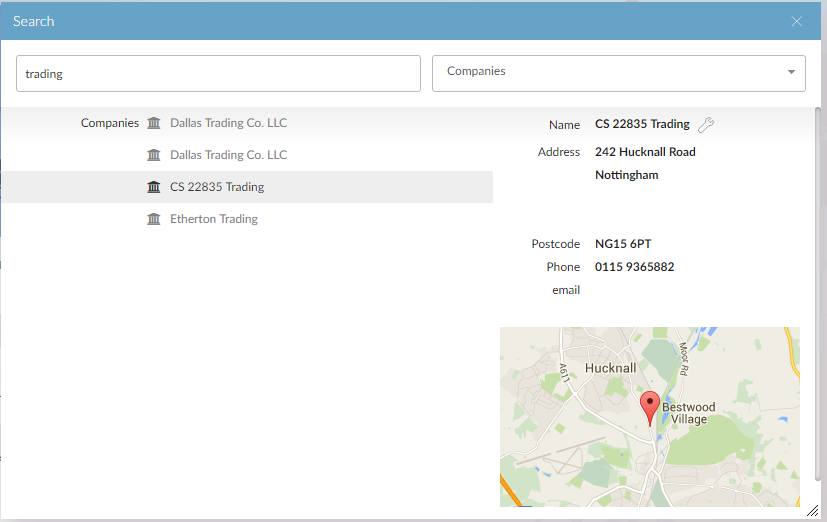 Search
trading
Companies
Companies
Dallas Trading Co. LLC
Dallas Trading Co. LLC
CS 22835 Trading
Etherton Trading
Name CS 22835 Trading
Address 242 Hucknall Road
Nottingham
Postcode NG15 6PT
Phone 0115 9365882
email
Moor Rd
Hucknall
A611
Bestwood
Village